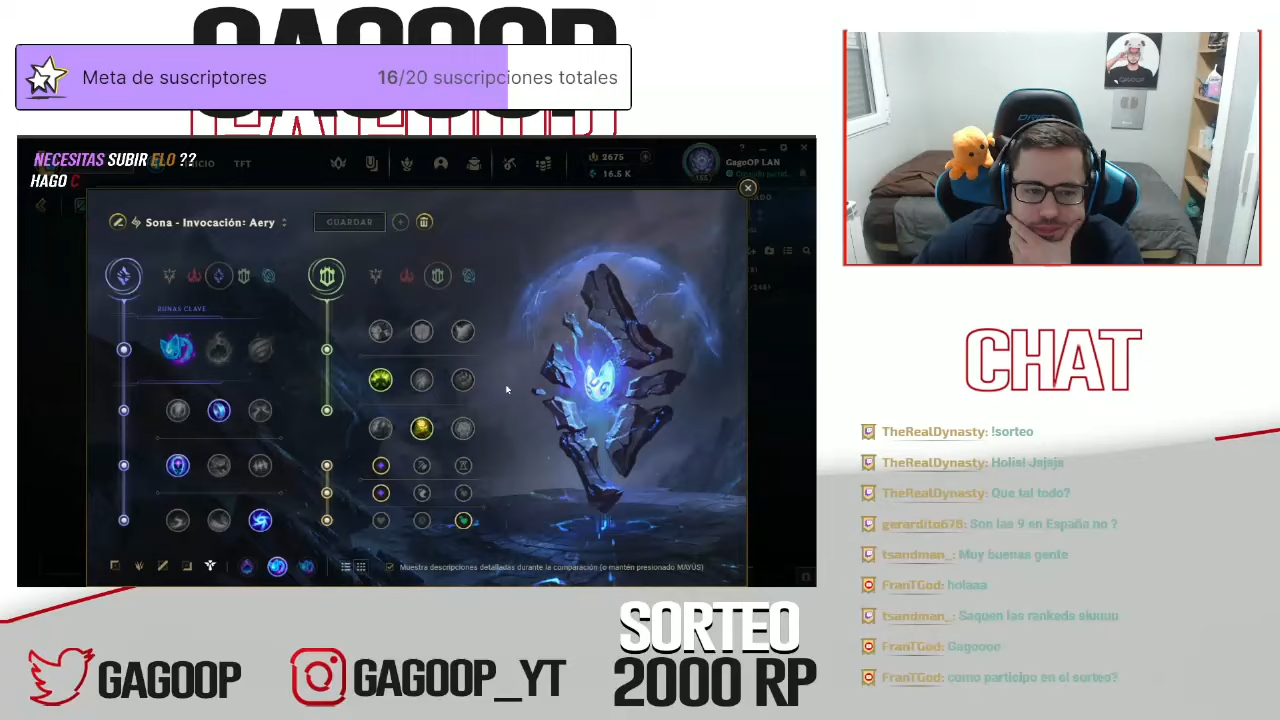 GAGOOP
Meta de suscriptores
16/20 suscripciones totales
NECESITAS SUBIR ELO ??
HAGO C
TFT
2675
16.5 K
GagoOP LAN
155
Sona - Invocación: Aery
GUARDAR
RUNAS CLAVE
Muestra descripciones detalladas durante la comparación (o mantén presionado MAYÚS)
GAGOOP
CHAT
TheRealDynasty: !sorteo
TheRealDynasty: Holis! Jsjsjs
TheRealDynasty: Que tal todo?
gerardito678: Son las 9 en España no ?
tsandman_: Muy buenas gente
FranTGod: holaaa
tsandman_: Saquen las rankeds siuuuu
FranTGod: Gagoooo
FranTGod: como participo en el sorteo?
GAGOOP
GAGOOP_YT
SORTEO
2000 RP